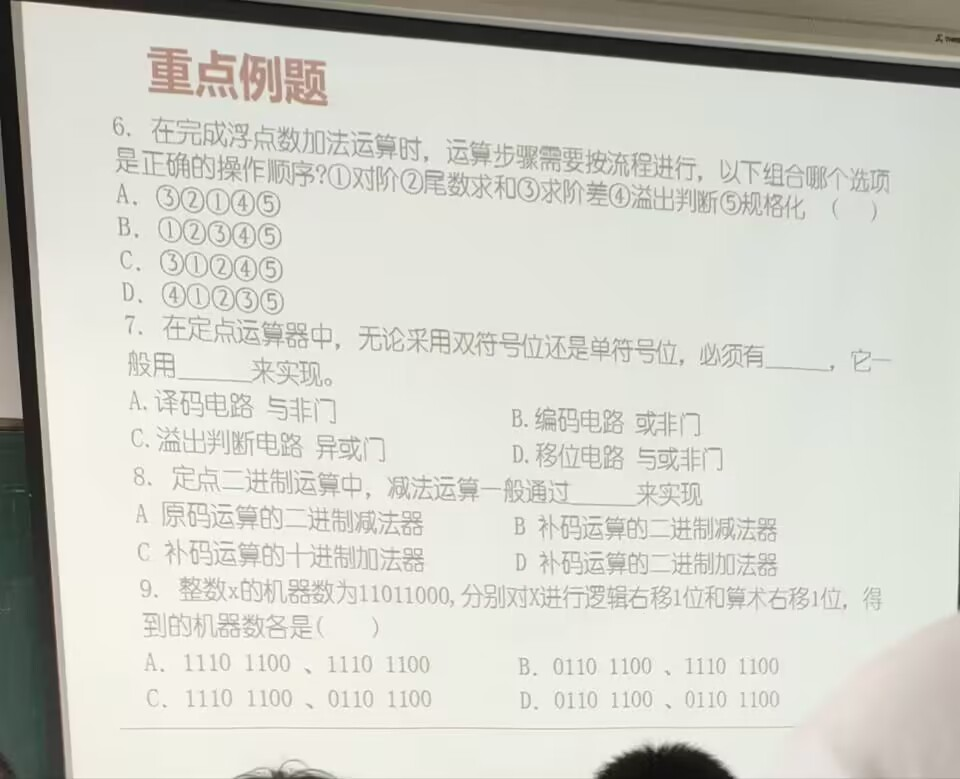 重点例题
6. 在完成浮点数加法运算时，运算步骤需要按流程进行，以下组合哪个选项
是正确的操作顺序?①对阶②尾数求和③求阶差④溢出判断⑤规格化 （ ）
A. ③②①④⑤
B. ①②③④⑤
C. ③①②④⑤
D. ④①②③⑤
7. 在定点运算器中，无论采用双符号位还是单符号位，必须有______，它一
般用______来实现。
A.译码电路 与非门 B.编码电路 或非门
C.溢出判断电路 异或门 D.移位电路 与或非门
8. 定点二进制运算中，减法运算一般通过______来实现
A 原码运算的二进制减法器 B 补码运算的二进制减法器
C 补码运算的十进制加法器 D 补码运算的二进制加法器
9. 整数x的机器数为11011000,分别对X进行逻辑右移1位和算术右移1位，得
到的机器数各是( )
A. 1110 1100 、1110 1100 B. 0110 1100 、1110 1100
C. 1110 1100 、0110 1100 D. 0110 1100 、0110 1100